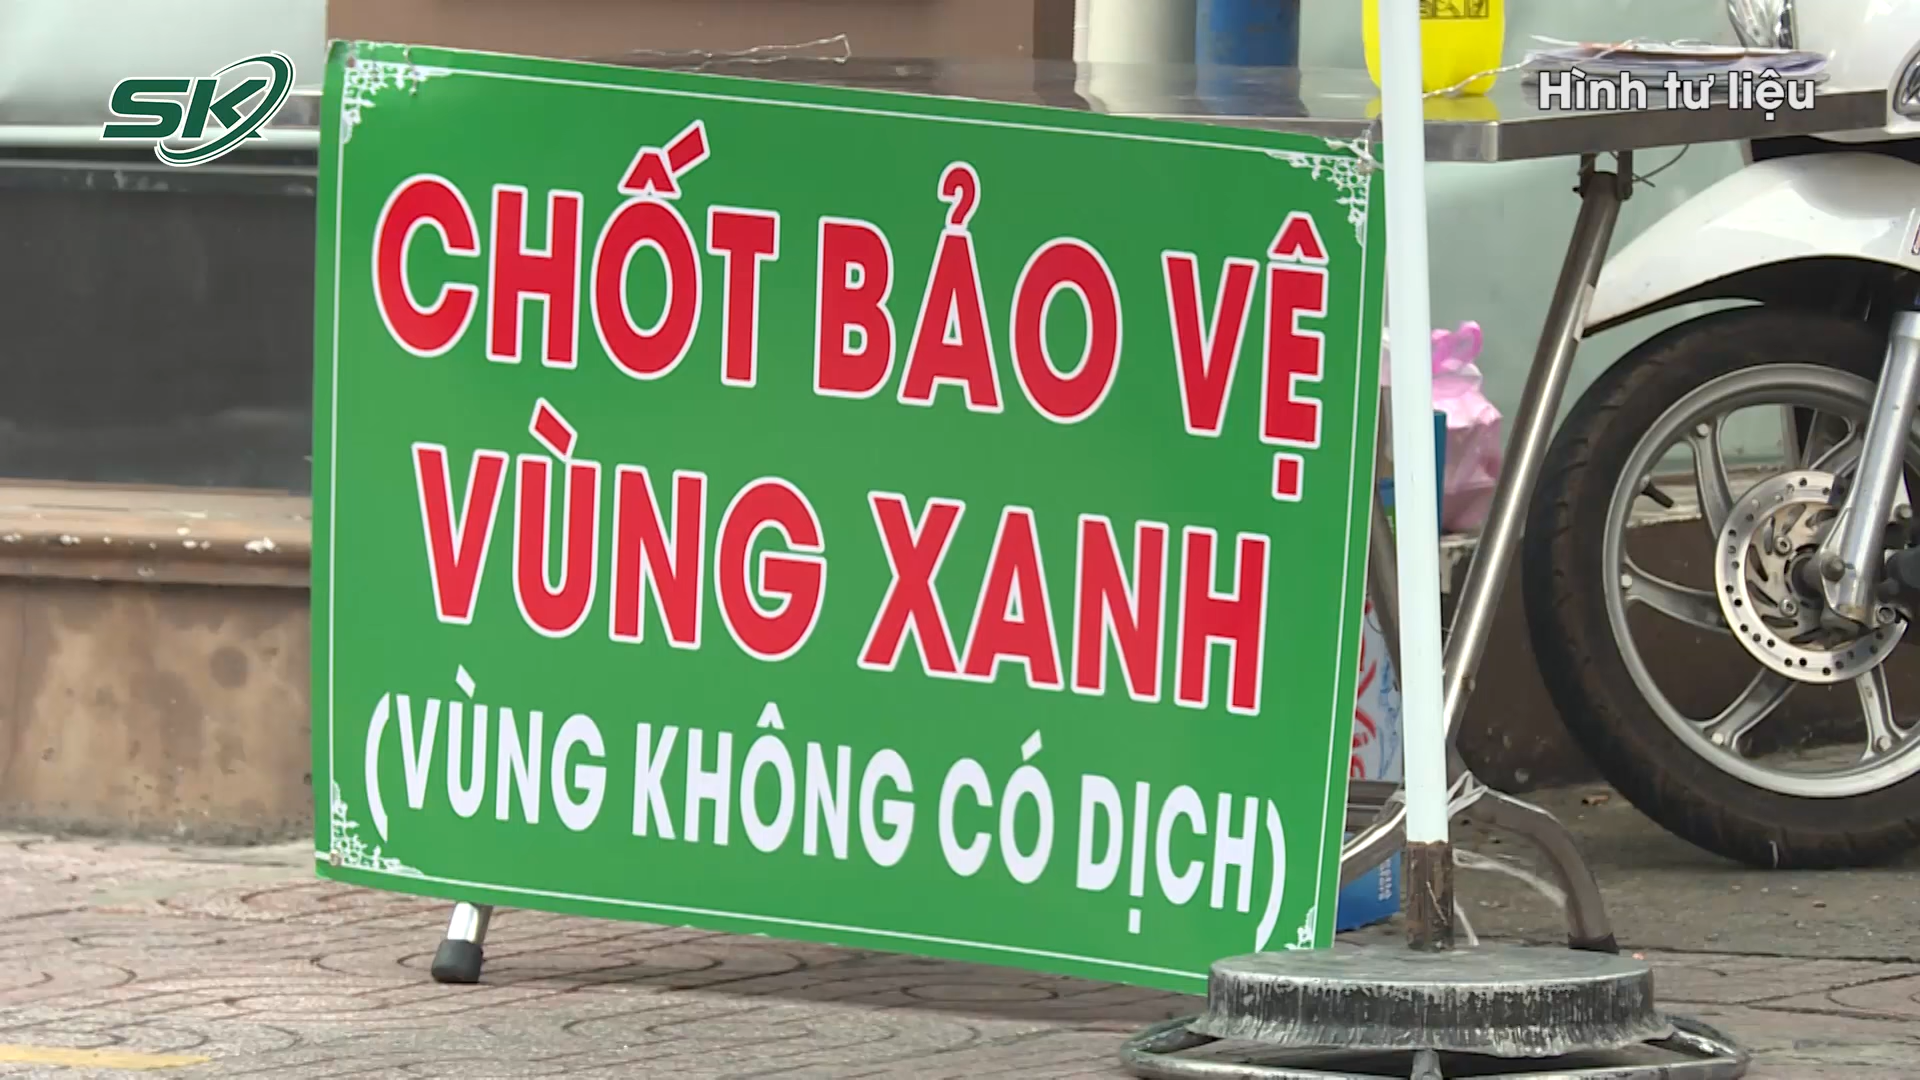 SK
Hình tư liệu
CHỐT BẢO VỆ
VÙNG XANH
(VÙNG KHÔNG CÓ DỊCH)